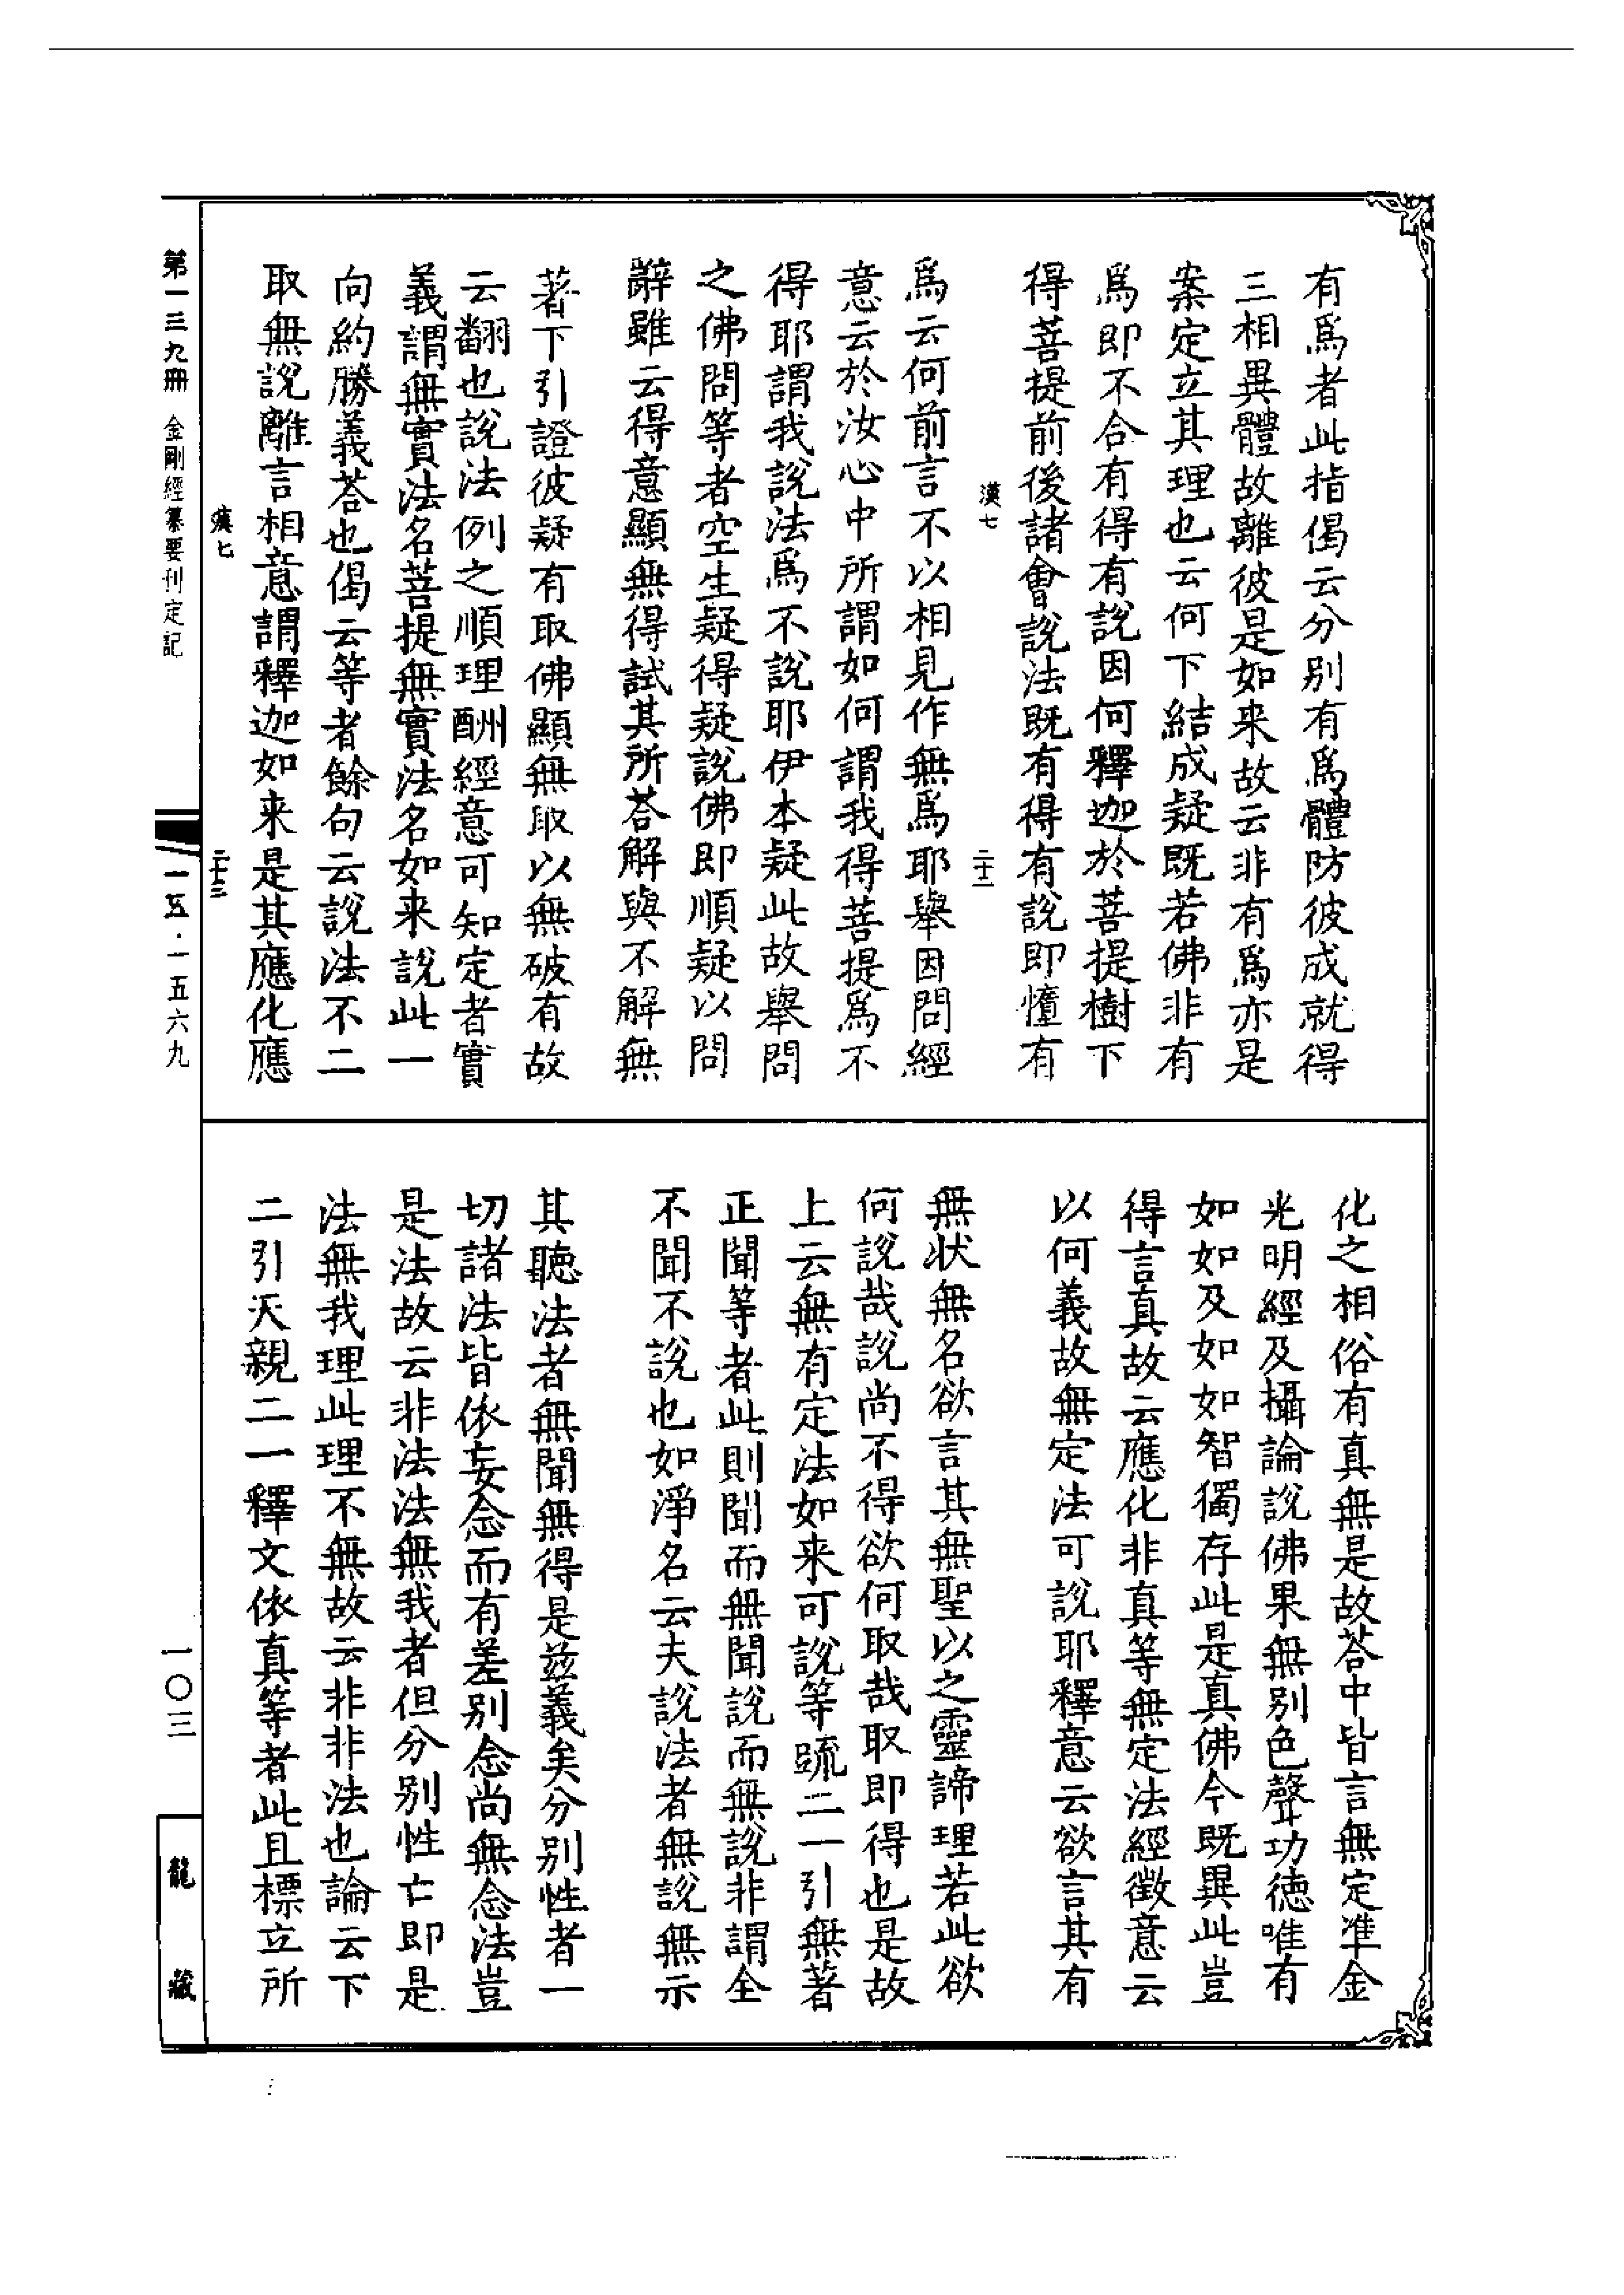 有爲者此指偈云分别有爲體防彼成就得
三相異體故離彼是如来故云非有爲亦是
案定立其理也云何下結成疑既若佛非有
爲即不合有得有說因何釋迦於菩提樹下
得菩提前後諸會說法既有得有說即懂有
漢七
二十二
爲云何前言不以相見作無爲耶舉因問經
意云於汝心中所謂如何謂我得菩提爲不
得耶謂我說法爲不說耶伊本疑此故舉問
之佛問等者空生疑得疑說佛即順疑以問
辭雖云得意顯無得試其所荅解與不解無
著下引證彼疑有取佛顯無取以無破有故
云翻也說法例之順理酬經意可知定者實
義謂無實法名菩提無實法名如来說此一
向約勝義荅也偈云等者餘句云說法不二
取無說離言相意謂釋迦如来是其應化應
漢七
二十三
化之相俗有真無是故荅中皆言無定准金
光明經及攝論說佛果無别色聲功德唯有
如如及如如智獨存此是真佛今既異此豈
得言真故云應化非真等無定法經徵意云
以何義故無定法可說耶釋意云欲言其有
無狀無名欲言其無聖以之靈諦理若此欲
何說哉說尚不得欲何取哉取即得也是故
上云無有定法如来可說等䟽二一引無著
正聞等者此則聞而無聞說而無說非謂全
不聞不說也如淨名云夫說法者無說無示
其聽法者無聞無得是兹義矣分别性者一
切諸法皆依妄念而有差别念尚無念法豈
是法故云非法法無我者但分别性亡即是
法無我理此理不無故云非非法也論云下
二引天親二一釋文依真等者此且標立所
第一三九冊 金剛經纂要刊定記
一五·一五六九
一〇三
龍藏